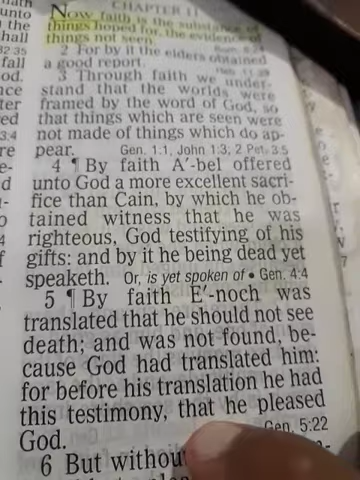 CHAPTER 11
Now faith is the substance of
things hoped for, the evidence of
things not seen.
2 For by it the elders obtained
a good report.
3 Through faith we under-
stand that the worlds were
framed by the word of God, so
that things which are seen were
not made of things which do ap-
pear. Gen. 1.1, John 1:3; 2 Pet. 3:5
4 ¶ By faith A′-bel offered
unto God a more excellent sacri-
fice than Cain, by which he ob-
tained witness that he was
righteous, God testifying of his
gifts: and by it he being dead yet
speaketh. Or, is yet spoken of • Gen. 4:4
5 ¶ By faith E′-noch was
translated that he should not see
death; and was not found, be-
cause God had translated him:
for before his translation he had
this testimony, that he pleased
God. Gen. 5:22
6 But withou